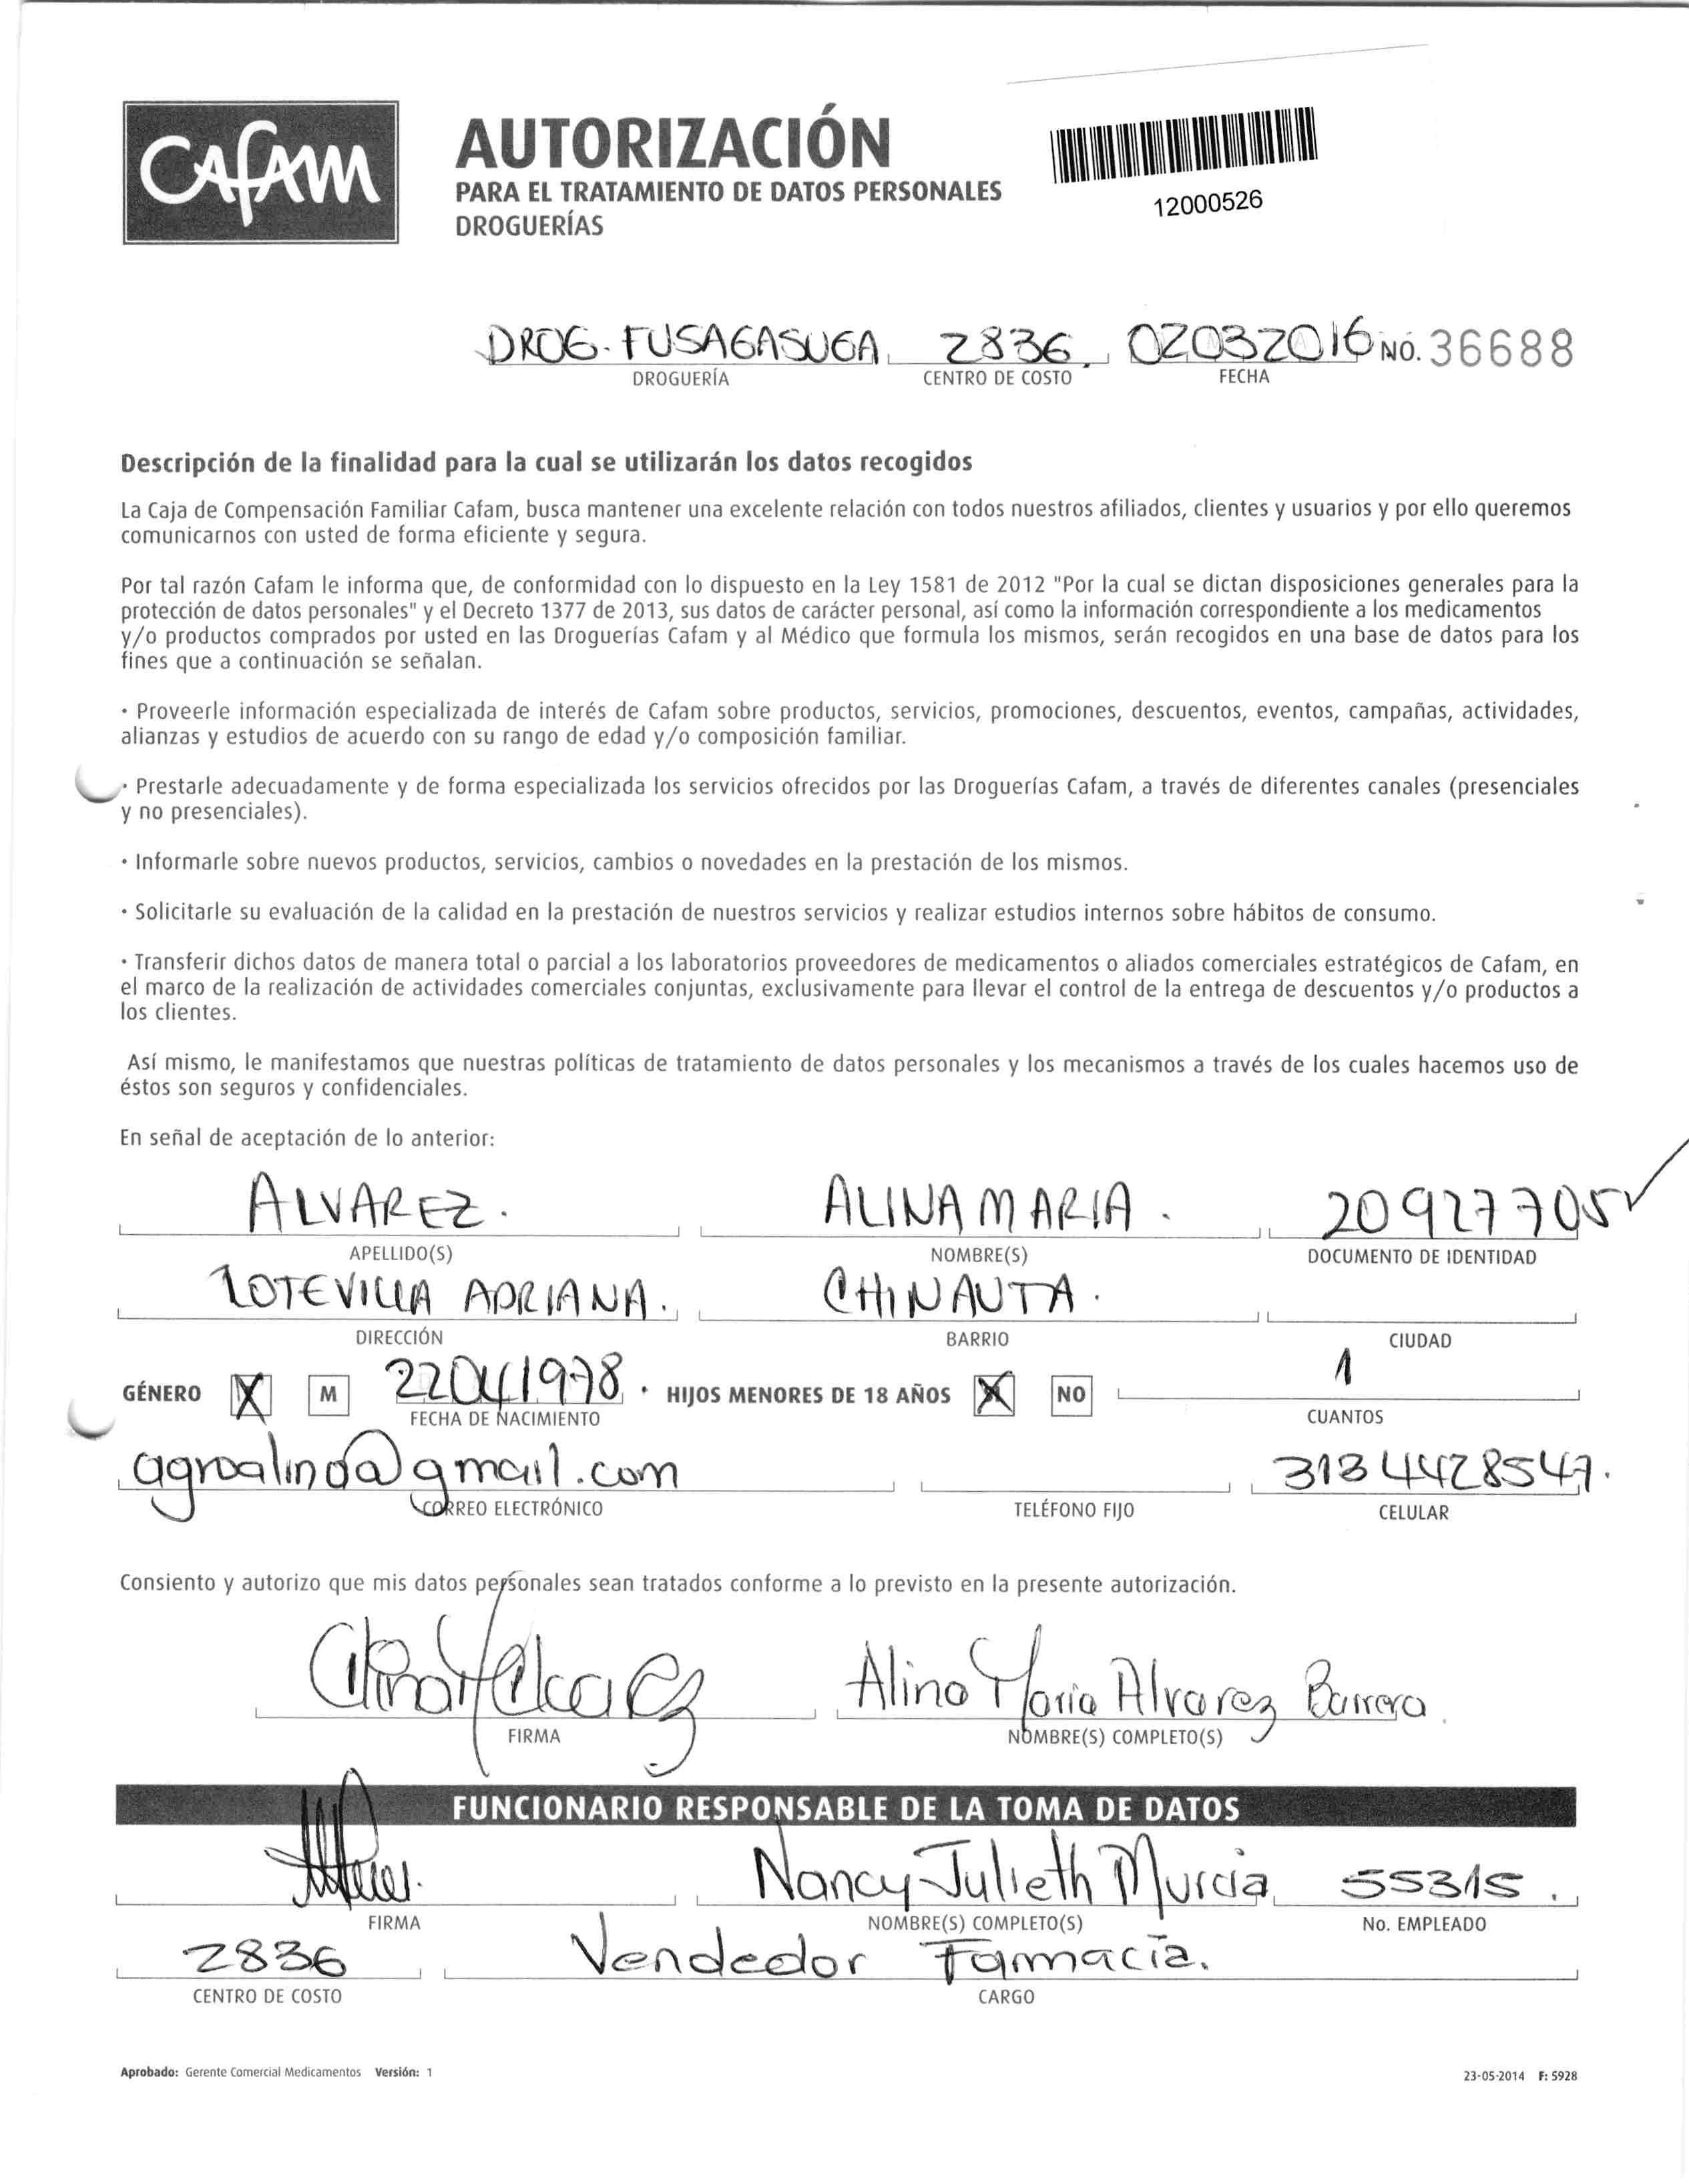 CAFAM
AUTORIZACIÓN
PARA EL TRATAMIENTO DE DATOS PERSONALES
DROGUERÍAS
12000526
DROG. FUSAGASUGA 2836 02032016 NO. 36688
DROGUERÍA CENTRO DE COSTO FECHA
Descripción de la finalidad para la cual se utilizarán los datos recogidos
La Caja de Compensación Familiar Cafam, busca mantener una excelente relación con todos nuestros afiliados, clientes y usuarios y por ello queremos
comunicarnos con usted de forma eficiente y segura.
Por tal razón Cafam le informa que, de conformidad con lo dispuesto en la Ley 1581 de 2012 "Por la cual se dictan disposiciones generales para la
protección de datos personales" y el Decreto 1377 de 2013, sus datos de carácter personal, así como la información correspondiente a los medicamentos
y/o productos comprados por usted en las Droguerías Cafam y al Médico que formula los mismos, serán recogidos en una base de datos para los
fines que a continuación se señalan.
· Proveerle información especializada de interés de Cafam sobre productos, servicios, promociones, descuentos, eventos, campañas, actividades,
alianzas y estudios de acuerdo con su rango de edad y/o composición familiar.
· Prestarle adecuadamente y de forma especializada los servicios ofrecidos por las Droguerías Cafam, a través de diferentes canales (presenciales
y no presenciales).
· Informarle sobre nuevos productos, servicios, cambios o novedades en la prestación de los mismos.
· Solicitarle su evaluación de la calidad en la prestación de nuestros servicios y realizar estudios internos sobre hábitos de consumo.
· Transferir dichos datos de manera total o parcial a los laboratorios proveedores de medicamentos o aliados comerciales estratégicos de Cafam, en
el marco de la realización de actividades comerciales conjuntas, exclusivamente para llevar el control de la entrega de descuentos y/o productos a
los clientes.
Así mismo, le manifestamos que nuestras políticas de tratamiento de datos personales y los mecanismos a través de los cuales hacemos uso de
éstos son seguros y confidenciales.
En señal de aceptación de lo anterior:
ALVAREZ. ALINA MARIA. 20927705
APELLIDO(S) NOMBRE(S) DOCUMENTO DE IDENTIDAD
LOTEVILLA ADRIANA. CHINAUTA.
DIRECCIÓN BARRIO CIUDAD
GÉNERO X M 22041978. HIJOS MENORES DE 18 AÑOS X NO 1
FECHA DE NACIMIENTO CUANTOS
agroalinda@gmail.com 3134428547.
CORREO ELECTRÓNICO TELÉFONO FIJO CELULAR
Consiento y autorizo que mis datos personales sean tratados conforme a lo previsto en la presente autorización.
Alina Maria Alvarez Barrera
FIRMA NOMBRE(S) COMPLETO(S)
FUNCIONARIO RESPONSABLE DE LA TOMA DE DATOS
Nancy Julieth Murcia 55315.
FIRMA NOMBRE(S) COMPLETO(S) No. EMPLEADO
2836 Vendedor Farmacia.
CENTRO DE COSTO CARGO
Aprobado: Gerente Comercial Medicamentos Versión: 1 23-05-2014 F: 5928